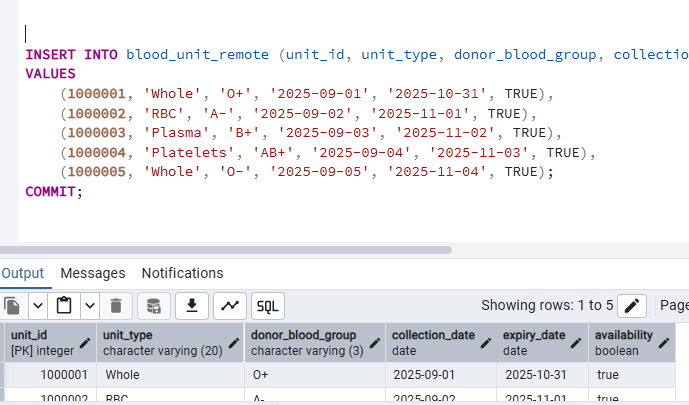 INSERT INTO blood_unit_remote (unit_id, unit_type, donor_blood_group, collection
VALUES
(1000001, 'Whole', 'O+', '2025-09-01', '2025-10-31', TRUE),
(1000002, 'RBC', 'A-', '2025-09-02', '2025-11-01', TRUE),
(1000003, 'Plasma', 'B+', '2025-09-03', '2025-11-02', TRUE),
(1000004, 'Platelets', 'AB+', '2025-09-04', '2025-11-03', TRUE),
(1000005, 'Whole', 'O-', '2025-09-05', '2025-11-04', TRUE);
COMMIT;
Output Messages Notifications
SQL Showing rows: 1 to 5 Page
unit_id unit_type donor_blood_group collection_date expiry_date availability
[PK] integer character varying (20) character varying (3) date date boolean
1000001 Whole O+ 2025-09-01 2025-10-31 true
1000002 RBC A- 2025-09-02 2025-11-01 true